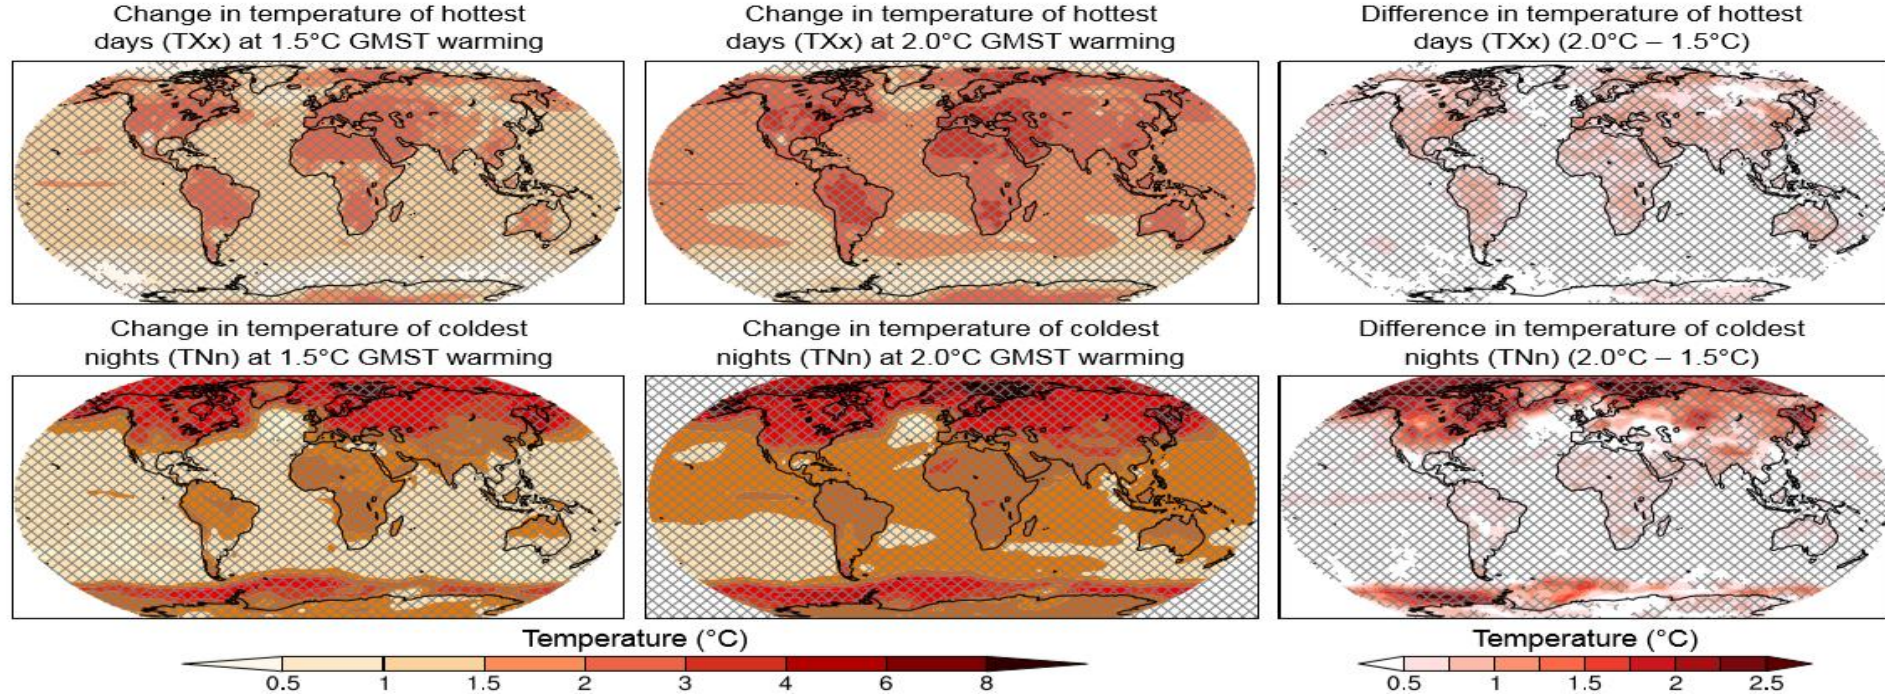 Change in temperature of hottest
days (TXx) at 1.5°C GMST warming
Change in temperature of hottest
days (TXx) at 2.0°C GMST warming
Difference in temperature of hottest
days (TXx) (2.0°C – 1.5°C)
Change in temperature of coldest
nights (TNn) at 1.5°C GMST warming
Change in temperature of coldest
nights (TNn) at 2.0°C GMST warming
Difference in temperature of coldest
nights (TNn) (2.0°C – 1.5°C)
Temperature (°C)
0.5 1 1.5 2 3 4 6 8
Temperature (°C)
0.5 1 1.5 2 2.5